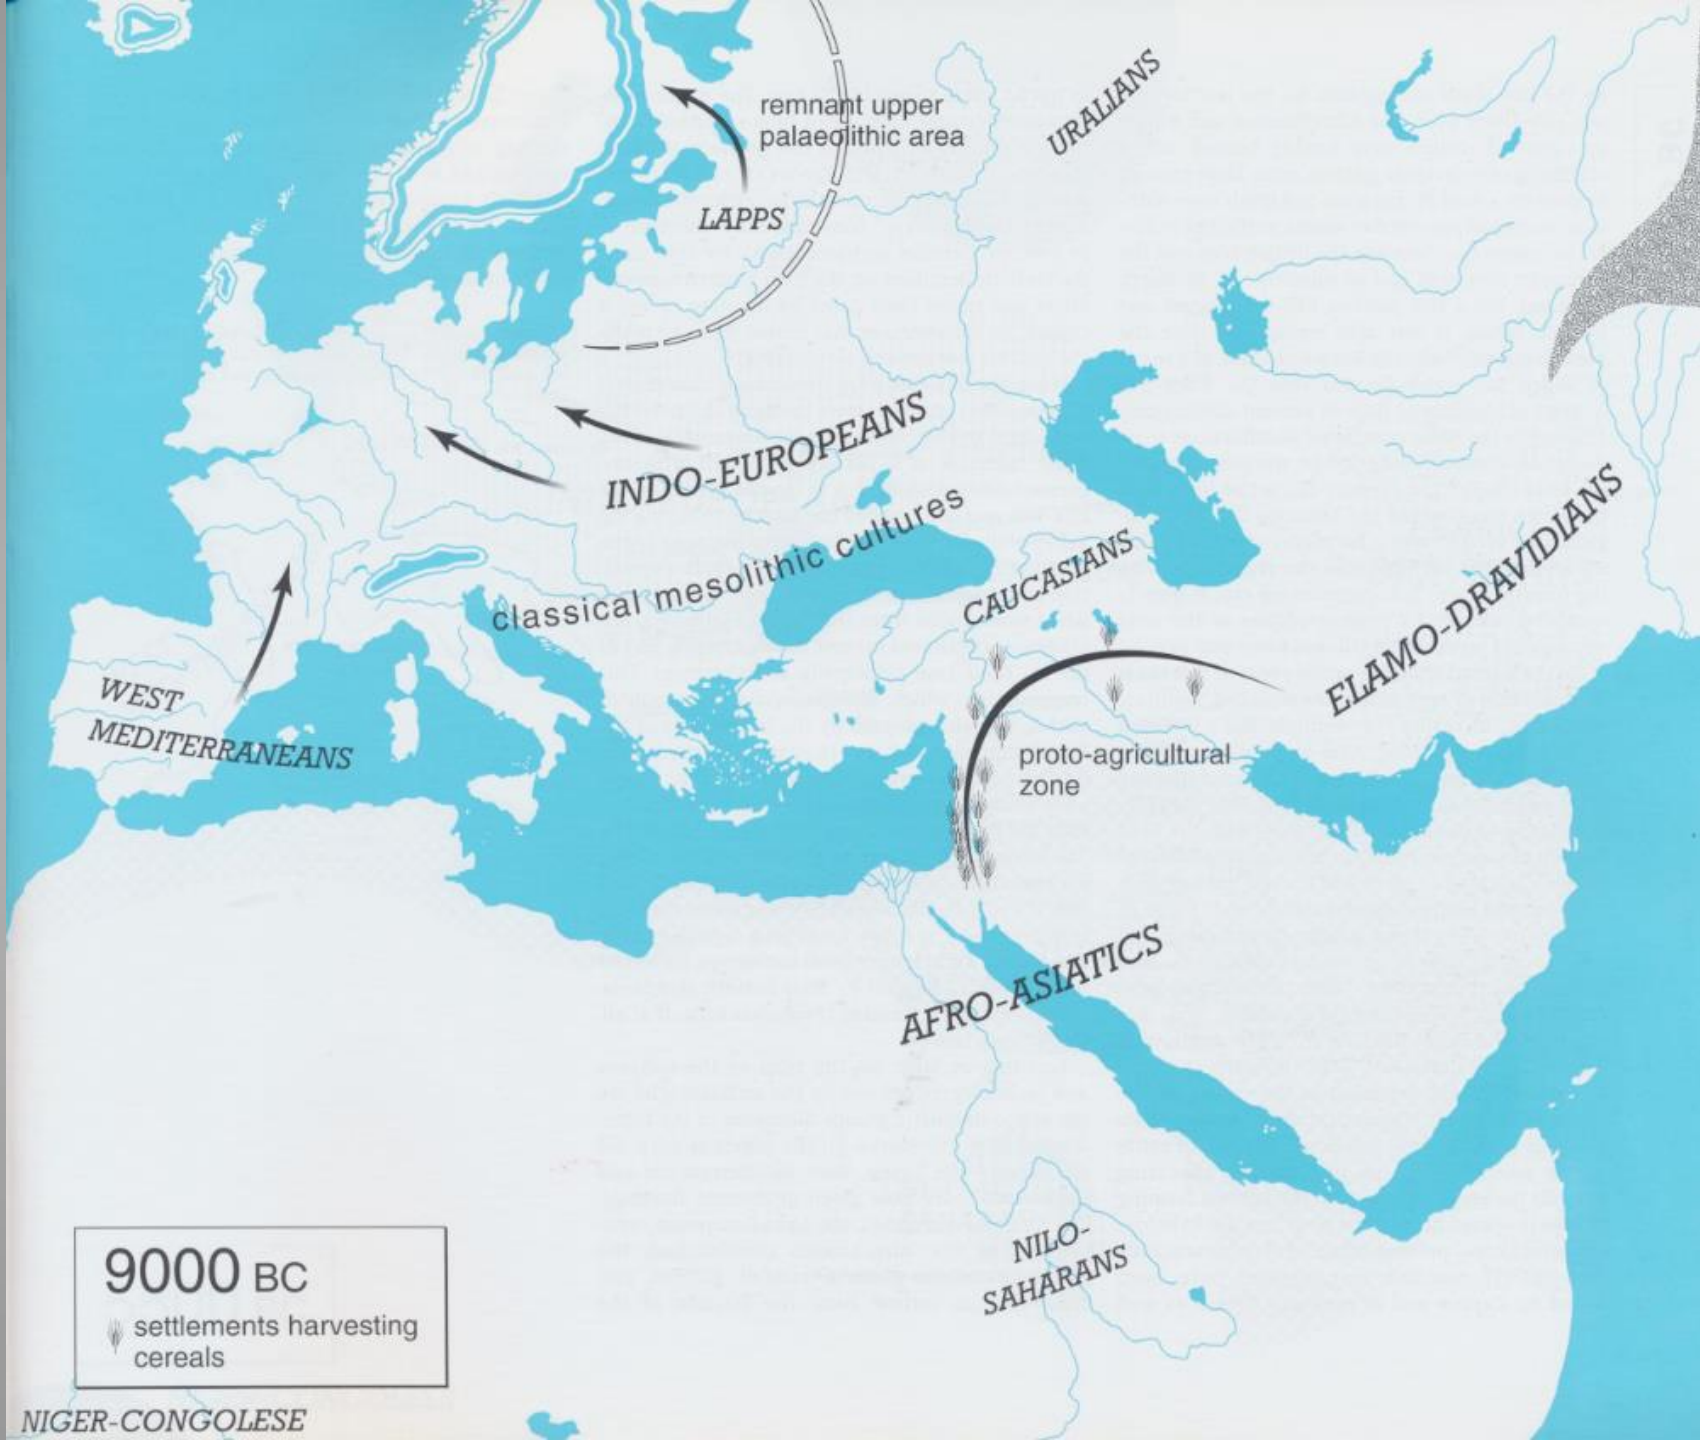 remnant upper
palaeolithic area
URALIANS
LAPPS
INDO-EUROPEANS
classical mesolithic cultures
CAUCASIANS
ELAMO-DRAVIDIANS
WEST
MEDITERRANEANS
proto-agricultural
zone
AFRO-ASIATICS
NILO-
SAHARANS
9000 BC
settlements harvesting
cereals
NIGER-CONGOLESE